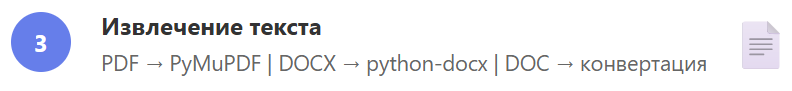 3
Извлечение текста
PDF → PyMuPDF | DOCX → python-docx | DOC → конвертация